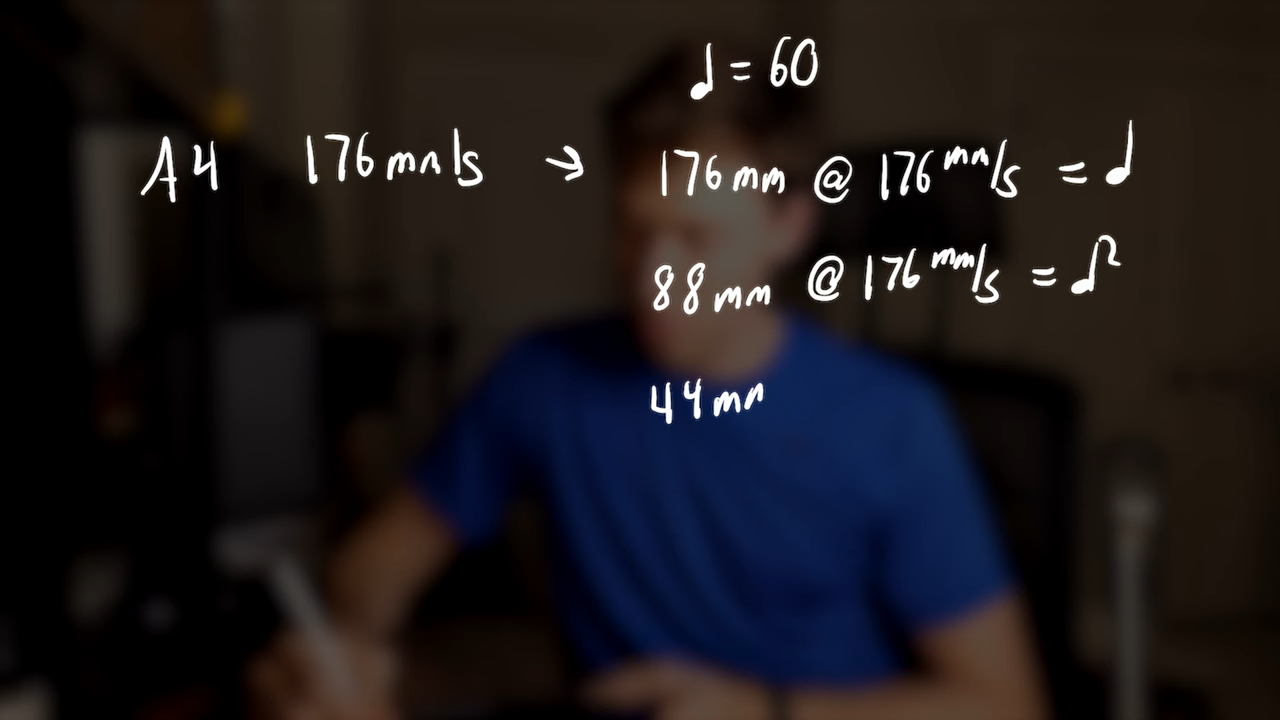 ♩ = 60
A4 176mm/s → 176mm @ 176mm/s = ♩
88mm @ 176mm/s = ♪
44mm